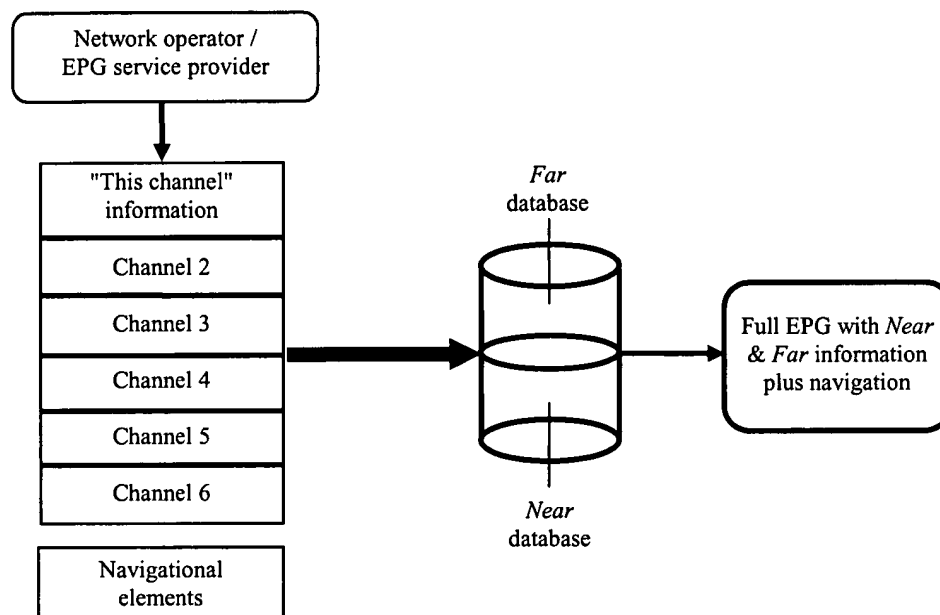 Network operator /
EPG service provider
"This channel"
information
Channel 2
Channel 3
Channel 4
Channel 5
Channel 6
Navigational
elements
Far
database
Near
database
Full EPG with Near
& Far information
plus navigation